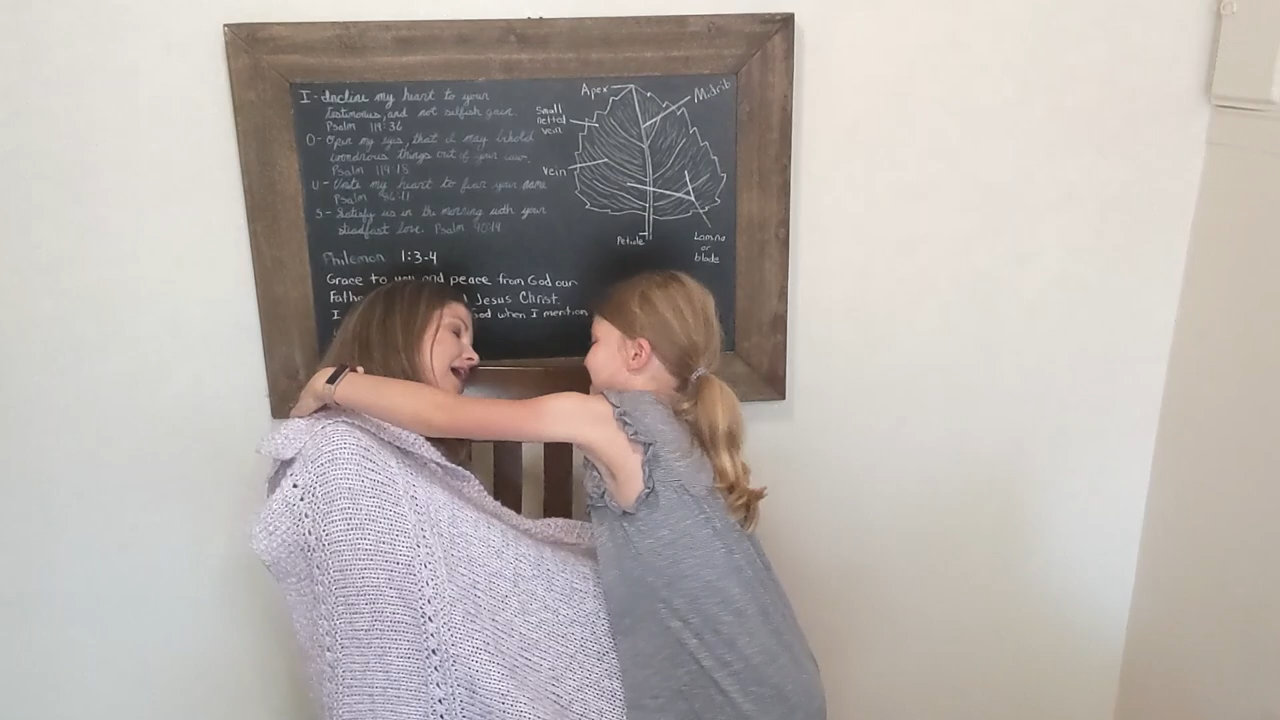 I - Incline my heart to your
testimonies, and not selfish gain.
Psalm 119:36
O - Open my eyes, that I may behold
wondrous things out of your law.
Psalm 119:18
U - Unite my heart to fear your name
Psalm 86:11
S - Satisfy us in the morning with your
steadfast love. Psalm 90:14
Philemon 1:3-4
Grace to you and peace from God our
Jesus Christ.
I God when I mention
Apex
Midrib
Small
netted
vein
Vein
Petiole
Lamina
or
blade